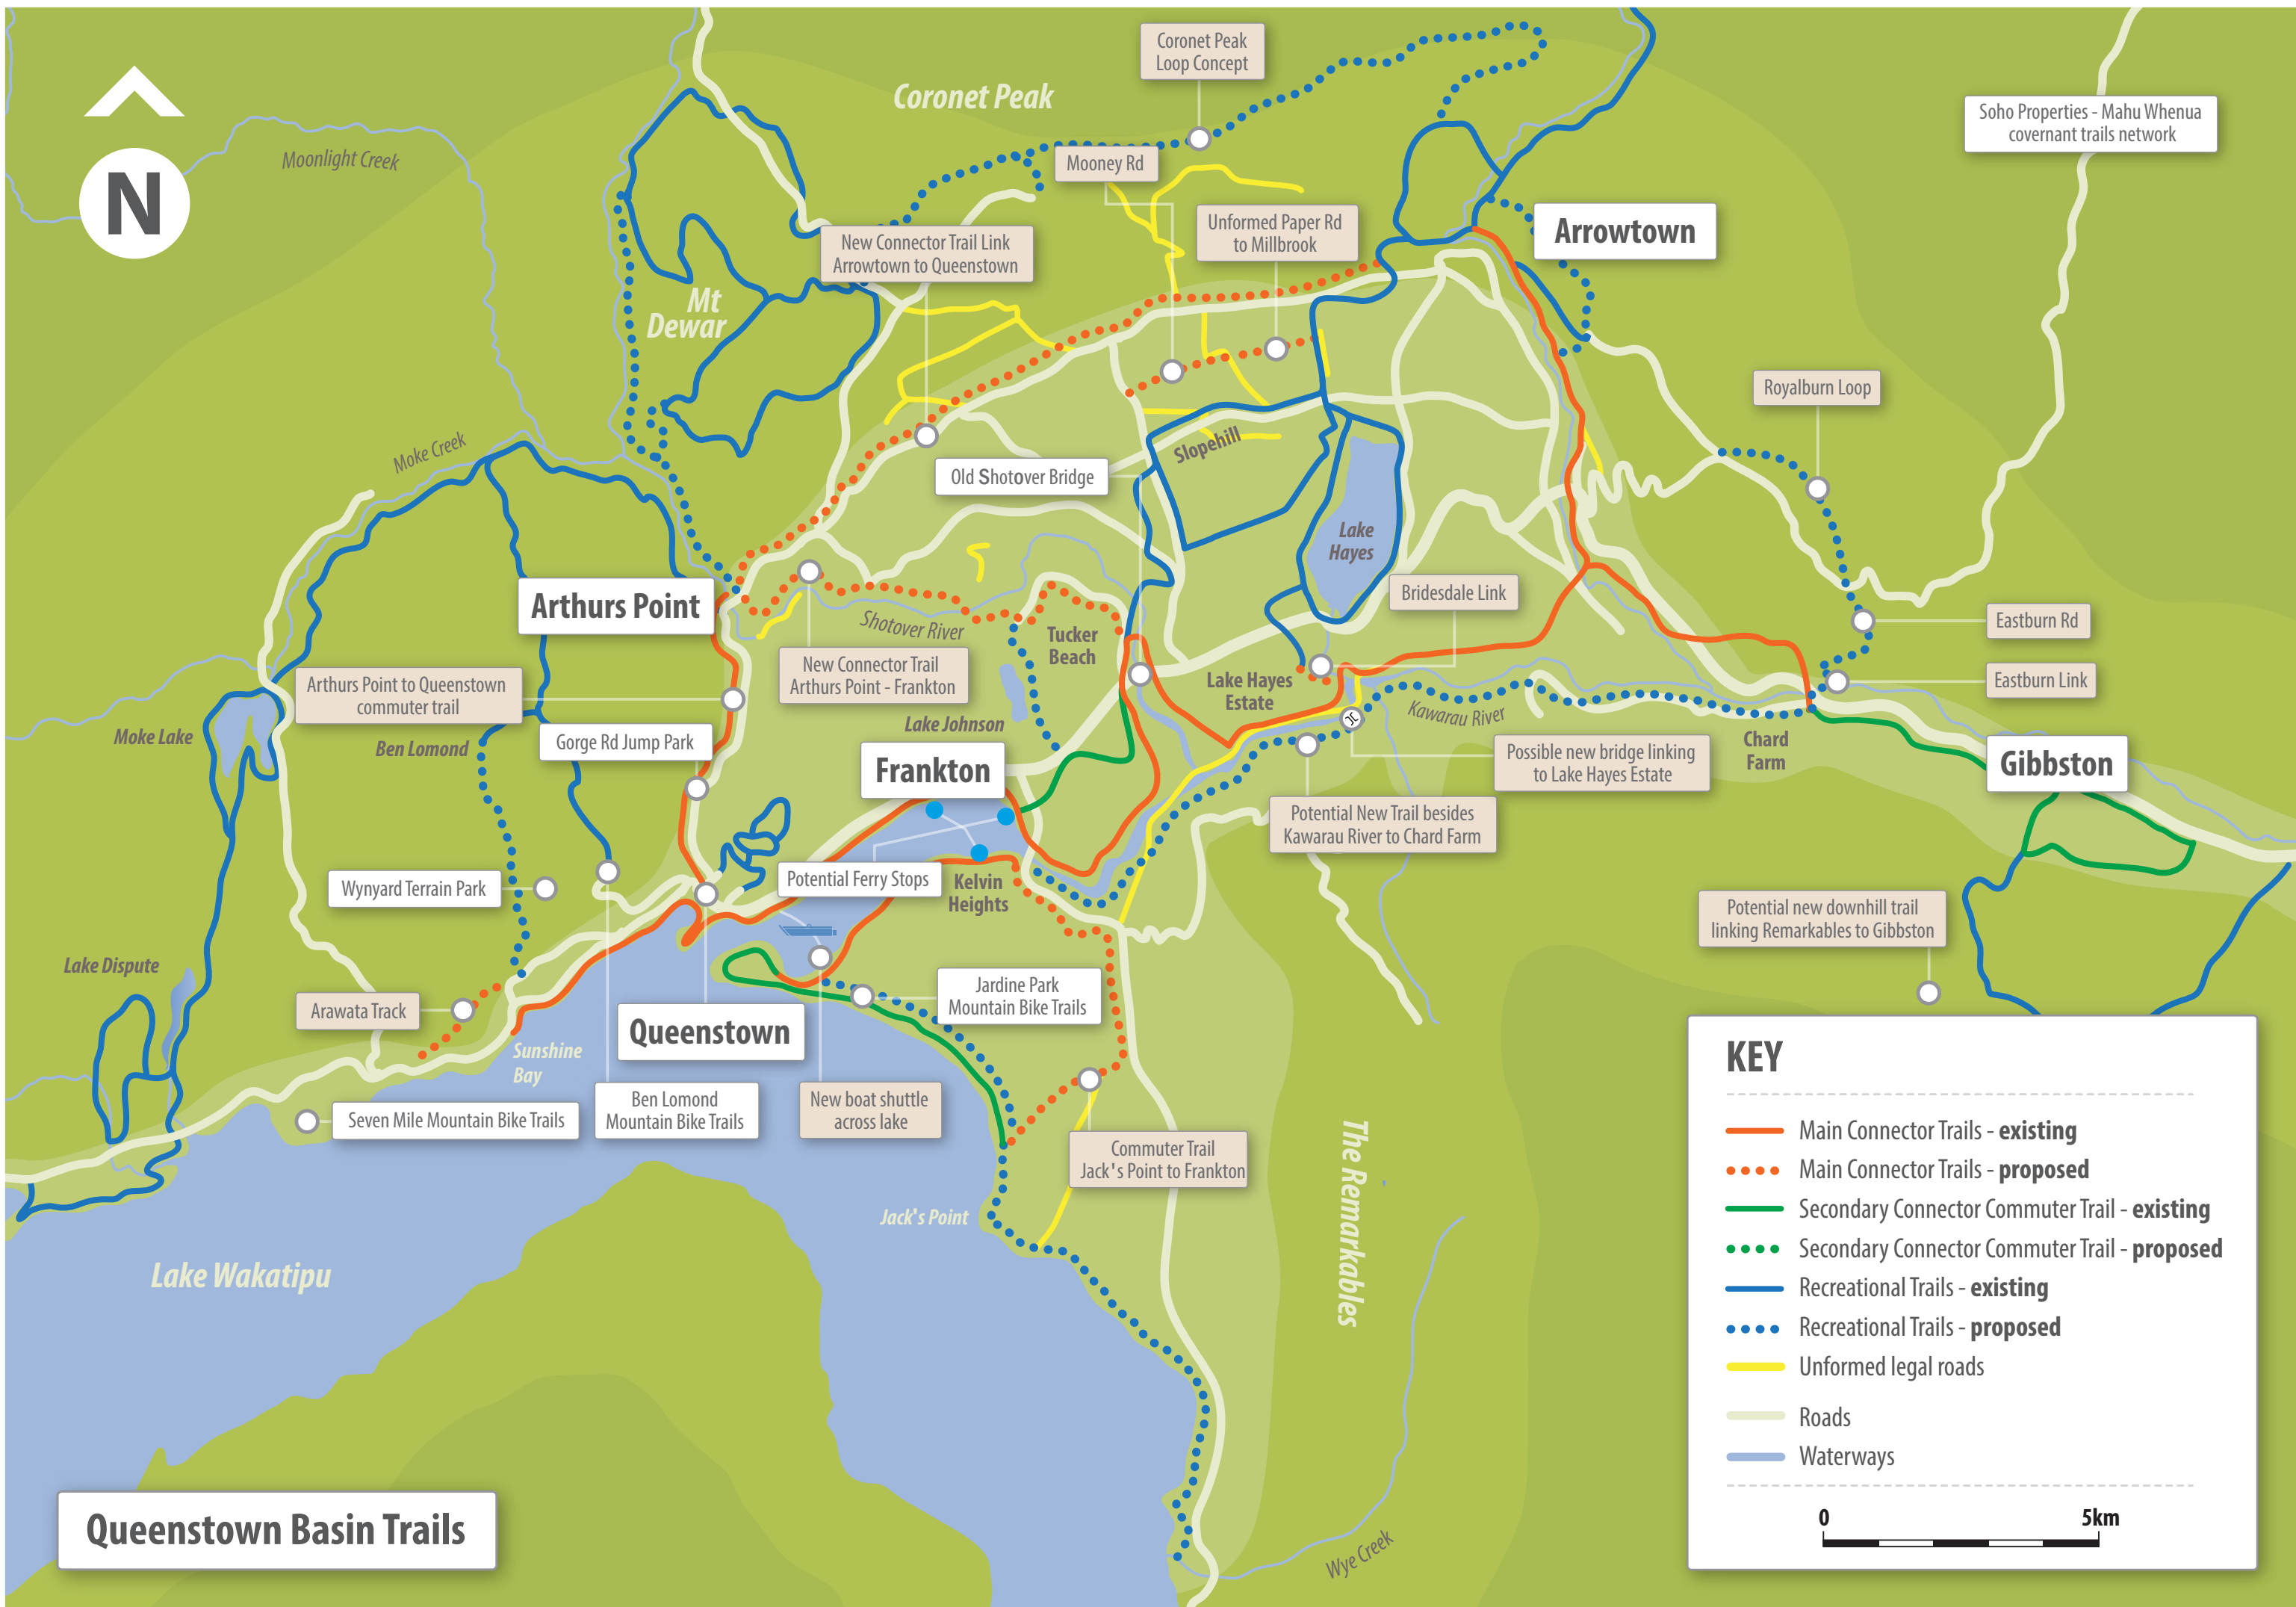 Coronet Peak
Loop Concept
Coronet Peak
Soho Properties - Mahu Whenua
covernant trails network
Moonlight Creek
Mooney Rd
N
Unformed Paper Rd
to Millbrook
Arrowtown
New Connector Trail Link
Arrowtown to Queenstown
Mt
Dewar
Royalburn Loop
Moke Creek
Slopehill
Old Shotover Bridge
Lake
Hayes
Arthurs Point
Bridesdale Link
Shotover River
Tucker
Beach
Eastburn Rd
New Connector Trail
Arthurs Point - Frankton
Arthurs Point to Queenstown
commuter trail
Lake Hayes
Estate
Eastburn Link
Kawarau River
Lake Johnson
Moke Lake
Ben Lomond
Gorge Rd Jump Park
Chard
Farm
Possible new bridge linking
to Lake Hayes Estate
Gibbston
Frankton
Potential New Trail besides
Kawarau River to Chard Farm
Wynyard Terrain Park
Potential Ferry Stops
Kelvin
Heights
Potential new downhill trail
linking Remarkables to Gibbston
Lake Dispute
Jardine Park
Mountain Bike Trails
Arawata Track
Queenstown
Sunshine
Bay
Seven Mile Mountain Bike Trails
Ben Lomond
Mountain Bike Trails
New boat shuttle
across lake
Commuter Trail
Jack's Point to Frankton
The Remarkables
Jack's Point
Lake Wakatipu
Wye Creek
Queenstown Basin Trails
KEY
Main Connector Trails - existing
Main Connector Trails - proposed
Secondary Connector Commuter Trail - existing
Secondary Connector Commuter Trail - proposed
Recreational Trails - existing
Recreational Trails - proposed
Unformed legal roads
Roads
Waterways
0 5km